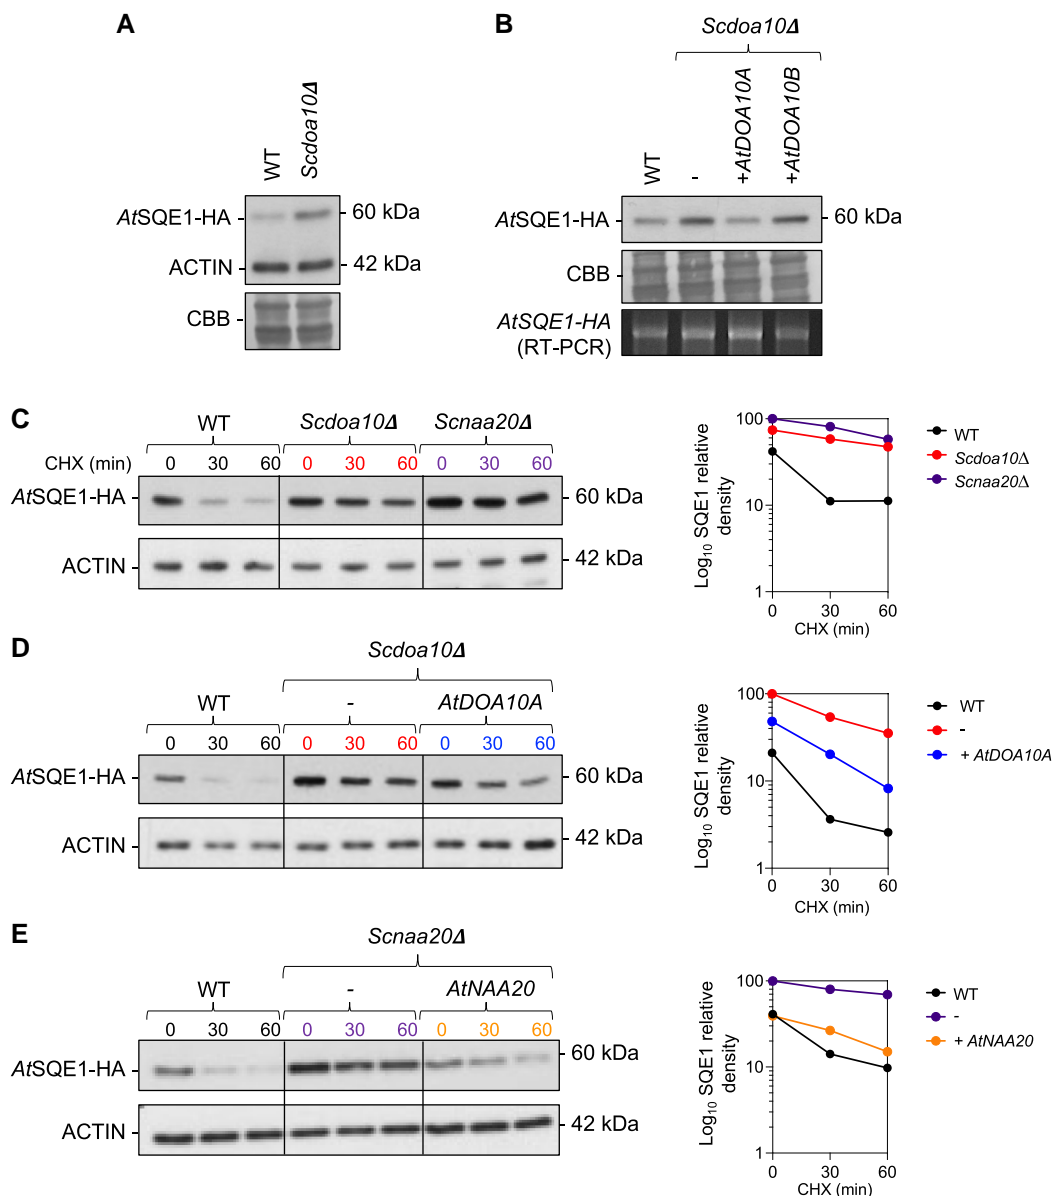 A
WT
Scdoa10Δ
AtSQE1-HA
60 kDa
ACTIN
42 kDa
CBB
B
Scdoa10Δ
WT
-
+AtDOA10A
+AtDOA10B
AtSQE1-HA
60 kDa
CBB
AtSQE1-HA
(RT-PCR)
C
WT
Scdoa10Δ
Scnaa20Δ
CHX (min)
0 30 60 0 30 60 0 30 60
AtSQE1-HA
60 kDa
ACTIN
42 kDa
Log10 SQE1 relative
density
100
10
1
0 30 60
CHX (min)
WT
Scdoa10Δ
Scnaa20Δ
D
Scdoa10Δ
WT
-
AtDOA10A
0 30 60 0 30 60 0 30 60
AtSQE1-HA
60 kDa
ACTIN
42 kDa
Log10 SQE1 relative
density
100
10
1
0 30 60
CHX (min)
WT
-
+ AtDOA10A
E
Scnaa20Δ
WT
-
AtNAA20
0 30 60 0 30 60 0 30 60
AtSQE1-HA
60 kDa
ACTIN
42 kDa
Log10 SQE1 relative
density
100
10
1
0 30 60
CHX (min)
WT
-
+ AtNAA20